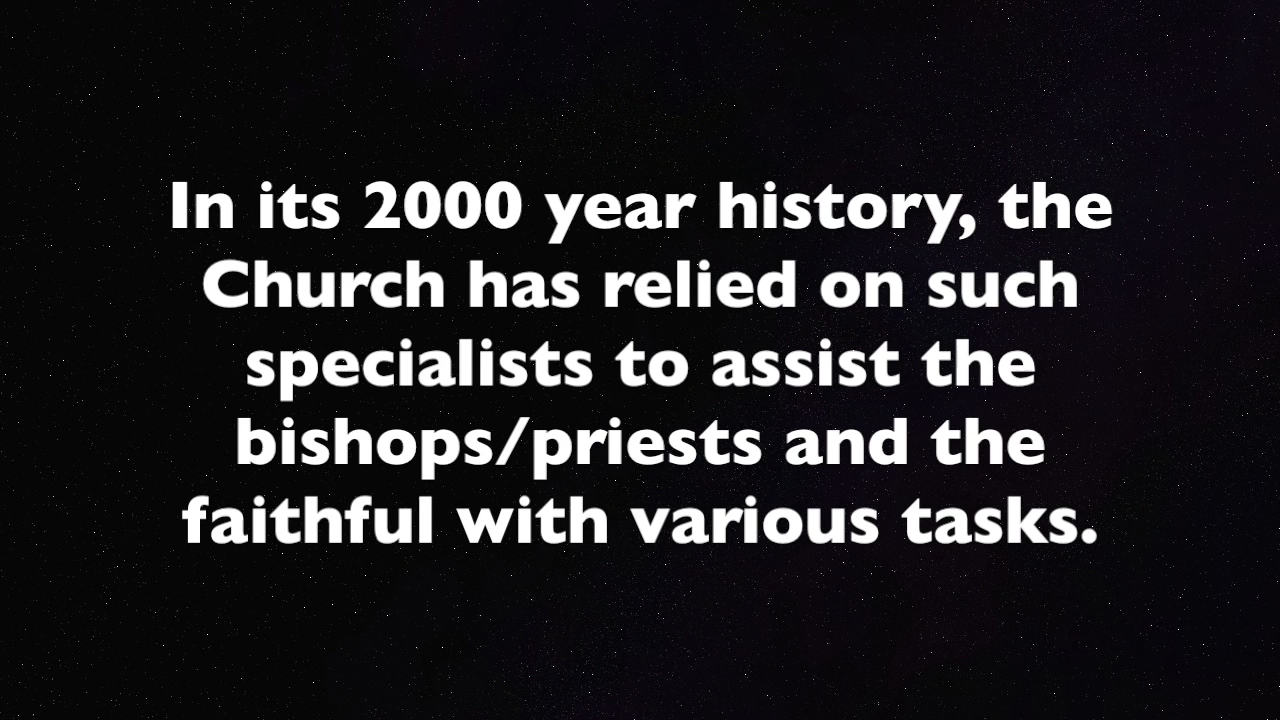 In its 2000 year history, the
Church has relied on such
specialists to assist the
bishops/priests and the
faithful with various tasks.